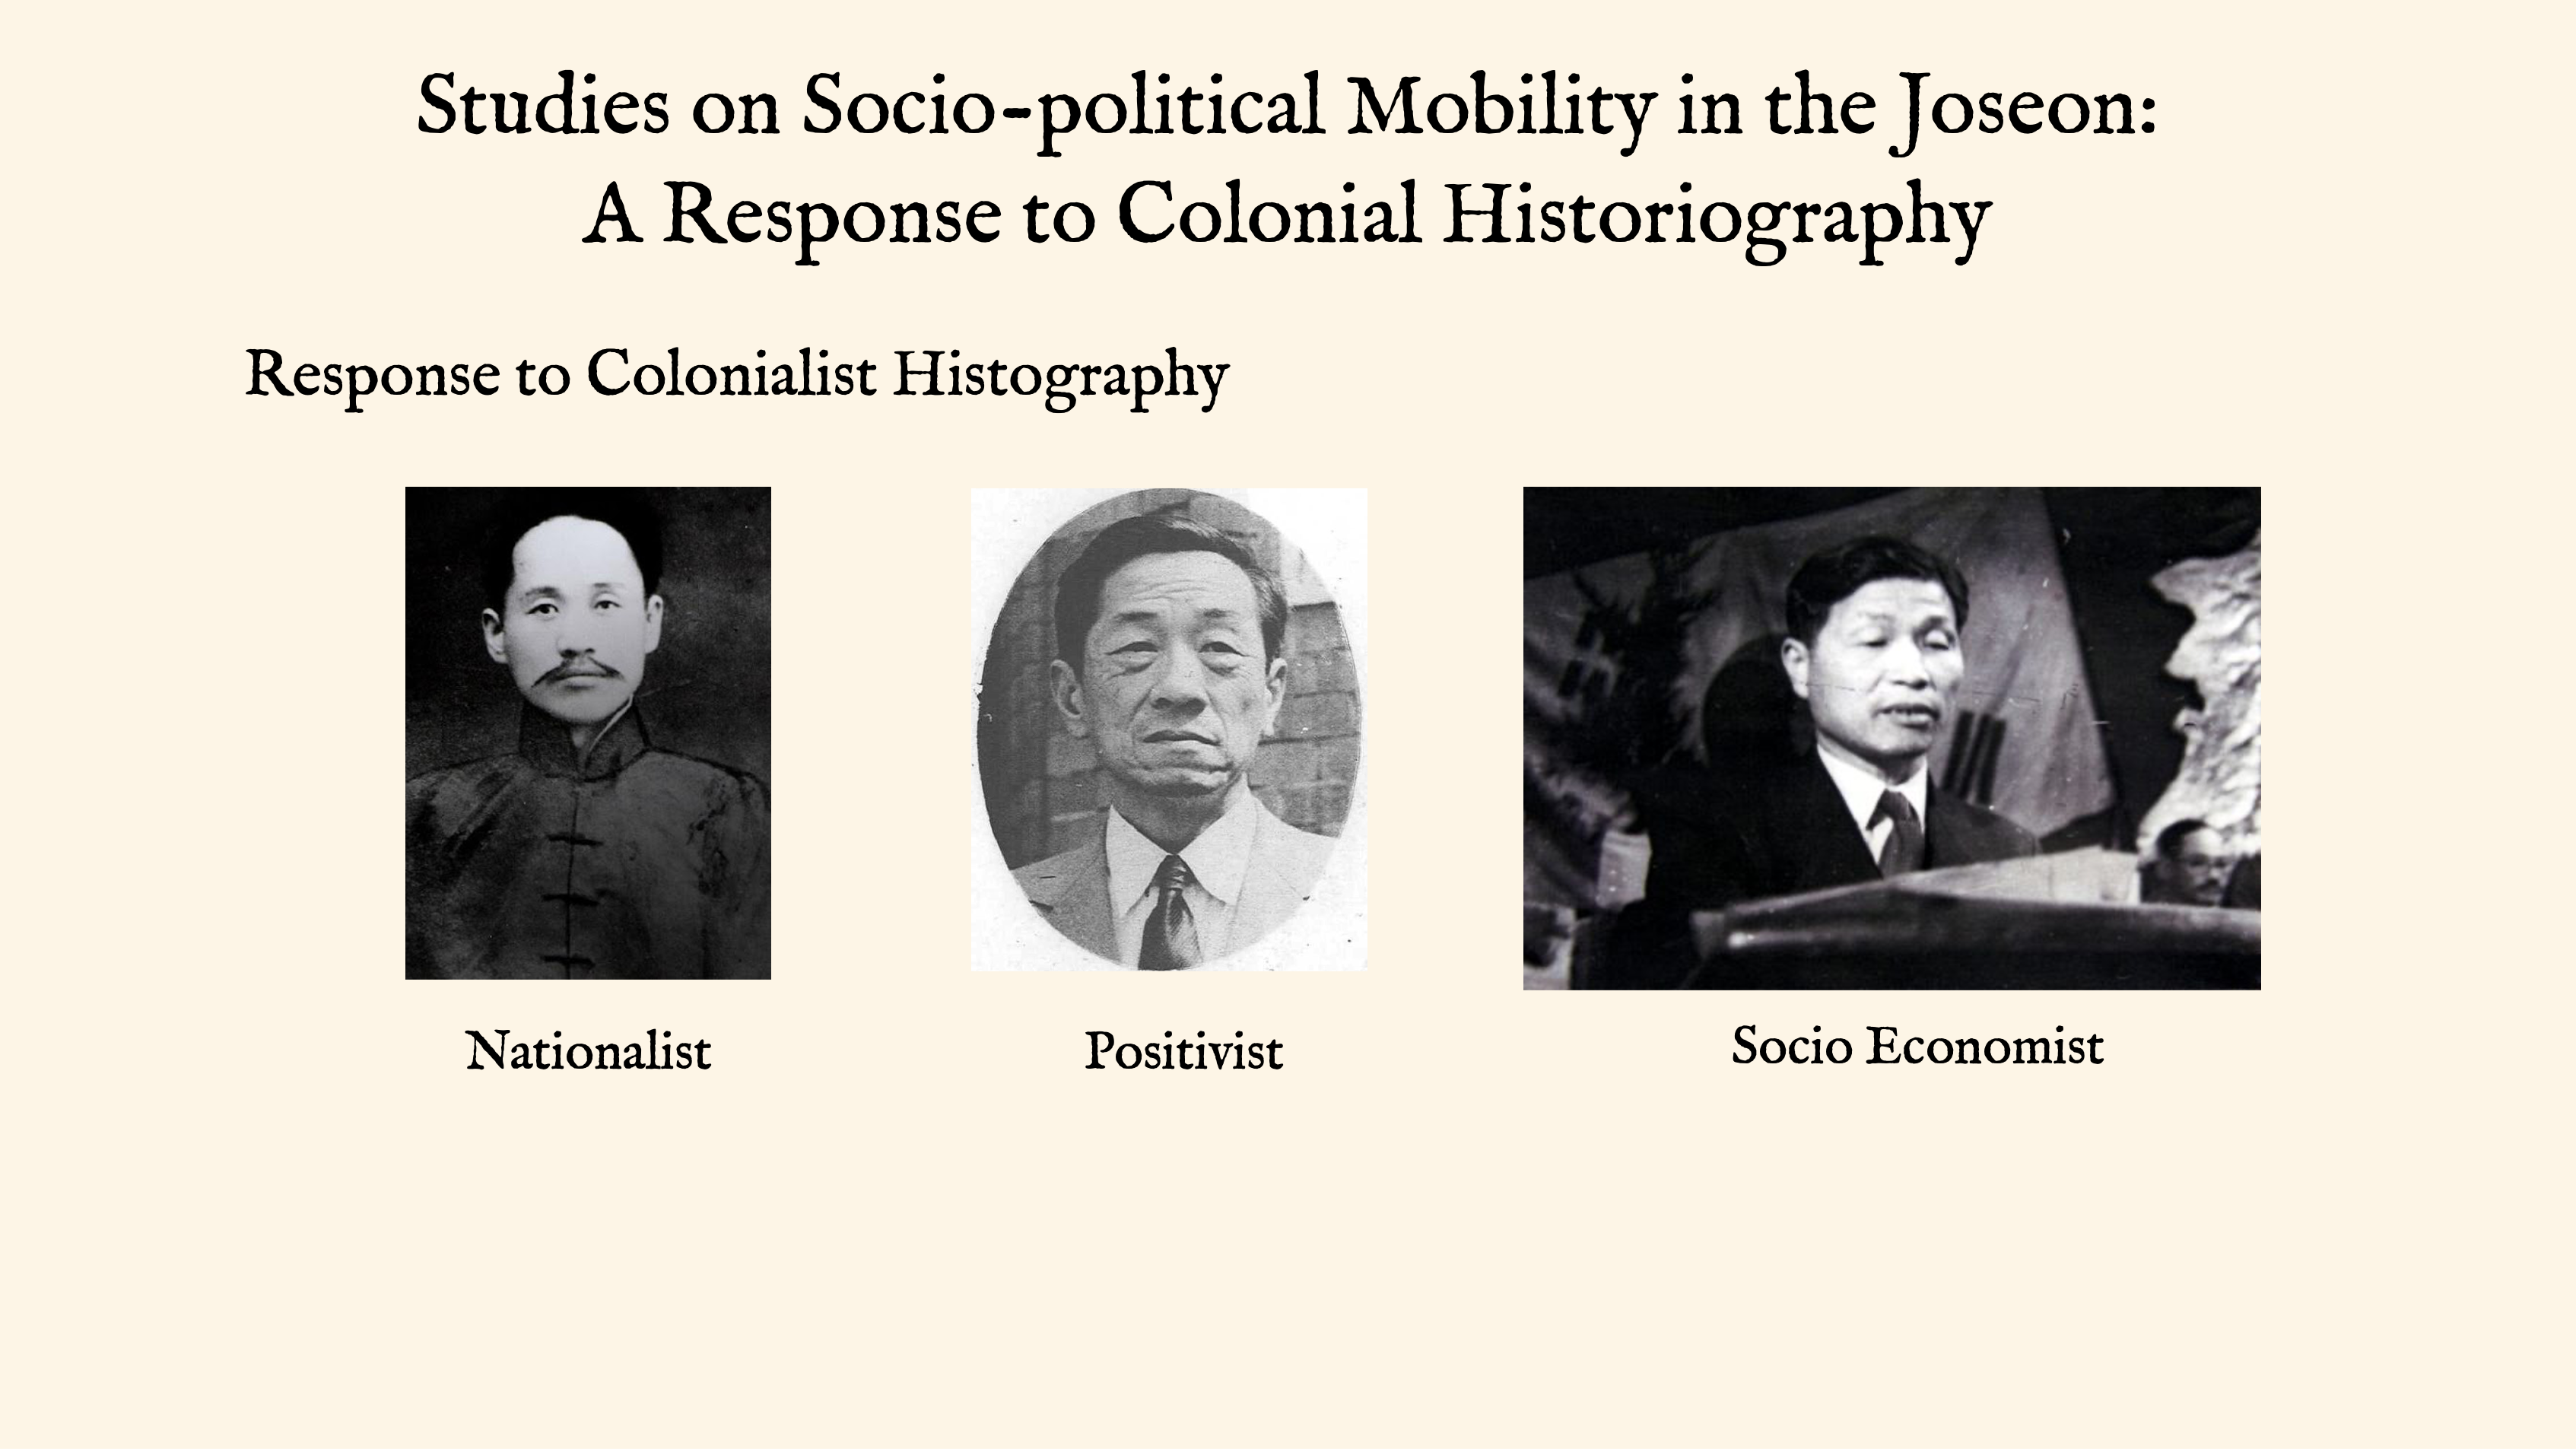 Studies on Socio-political Mobility in the Joseon:
A Response to Colonial Historiography
Response to Colonialist Histography
Nationalist
Positivist
Socio Economist